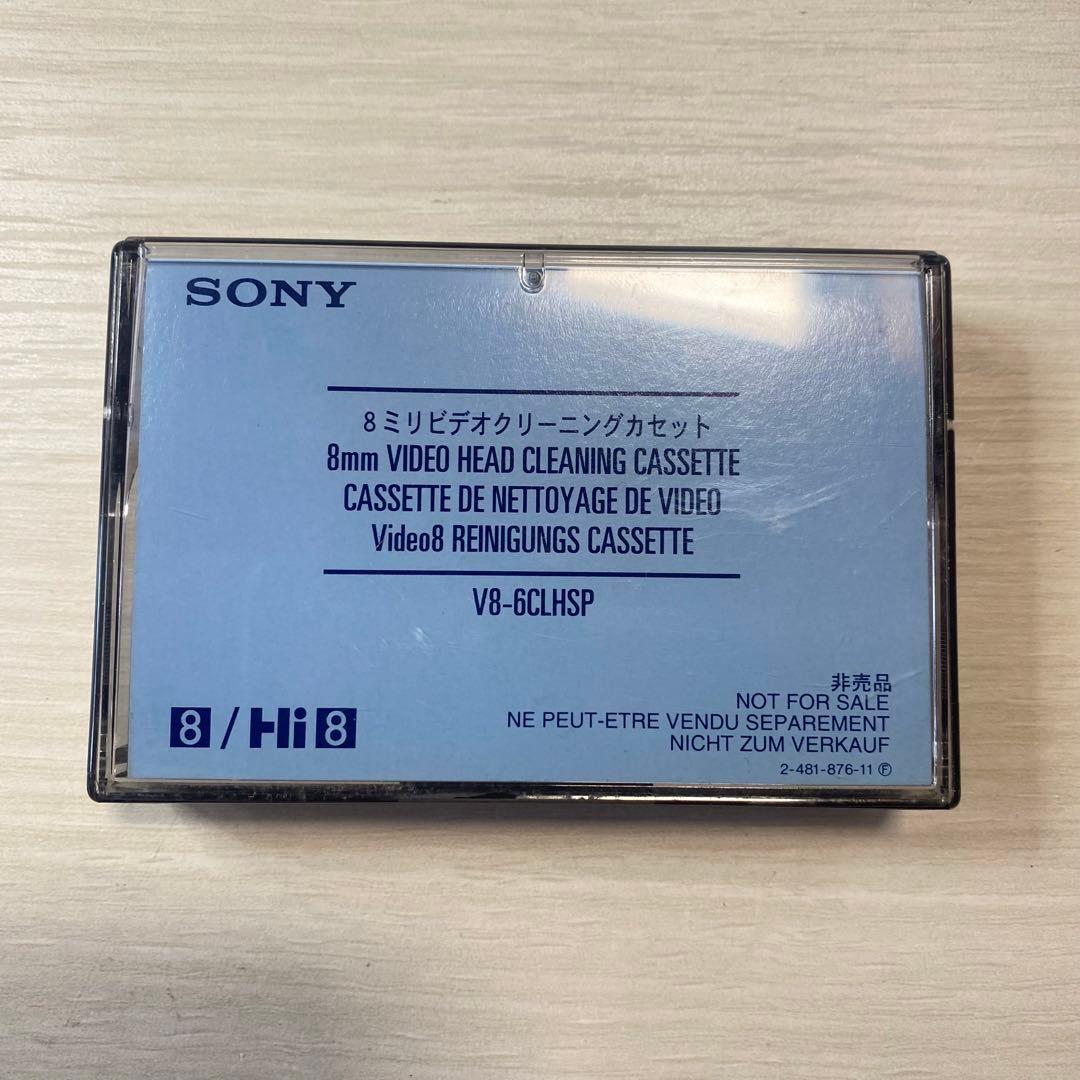 SONY
8ミリビデオクリーニングカセット
8mm VIDEO HEAD CLEANING CASSETTE
CASSETTE DE NETTOYAGE DE VIDEO
Video8 REINIGUNGS CASSETTE
V8-6CLHSP
8 / Hi8
非売品
NOT FOR SALE
NE PEUT-ETRE VENDU SEPAREMENT
NICHT ZUM VERKAUF
2-481-876-11 Ⓕ